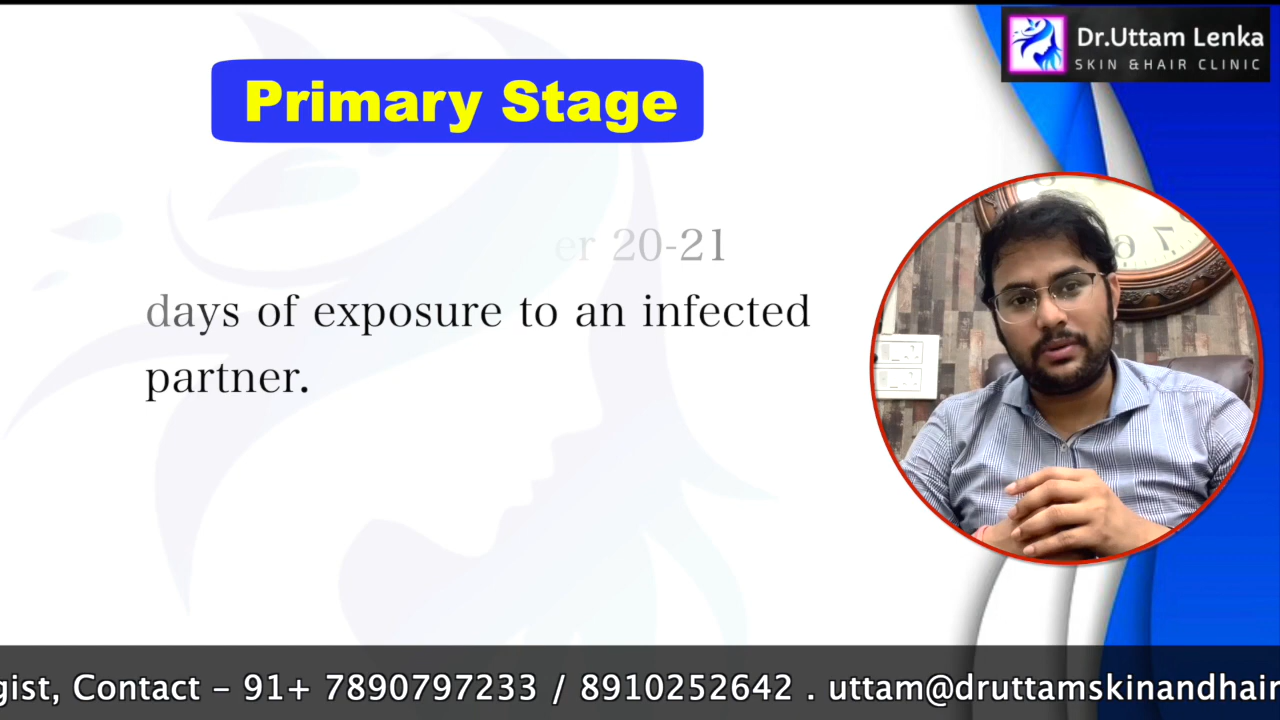 Dr.Uttam Lenka
SKIN & HAIR CLINIC
Primary Stage
er 20-21
days of exposure to an infected
partner.
gist, Contact – 91+ 7890797233 / 8910252642 . uttam@druttamskinandhair